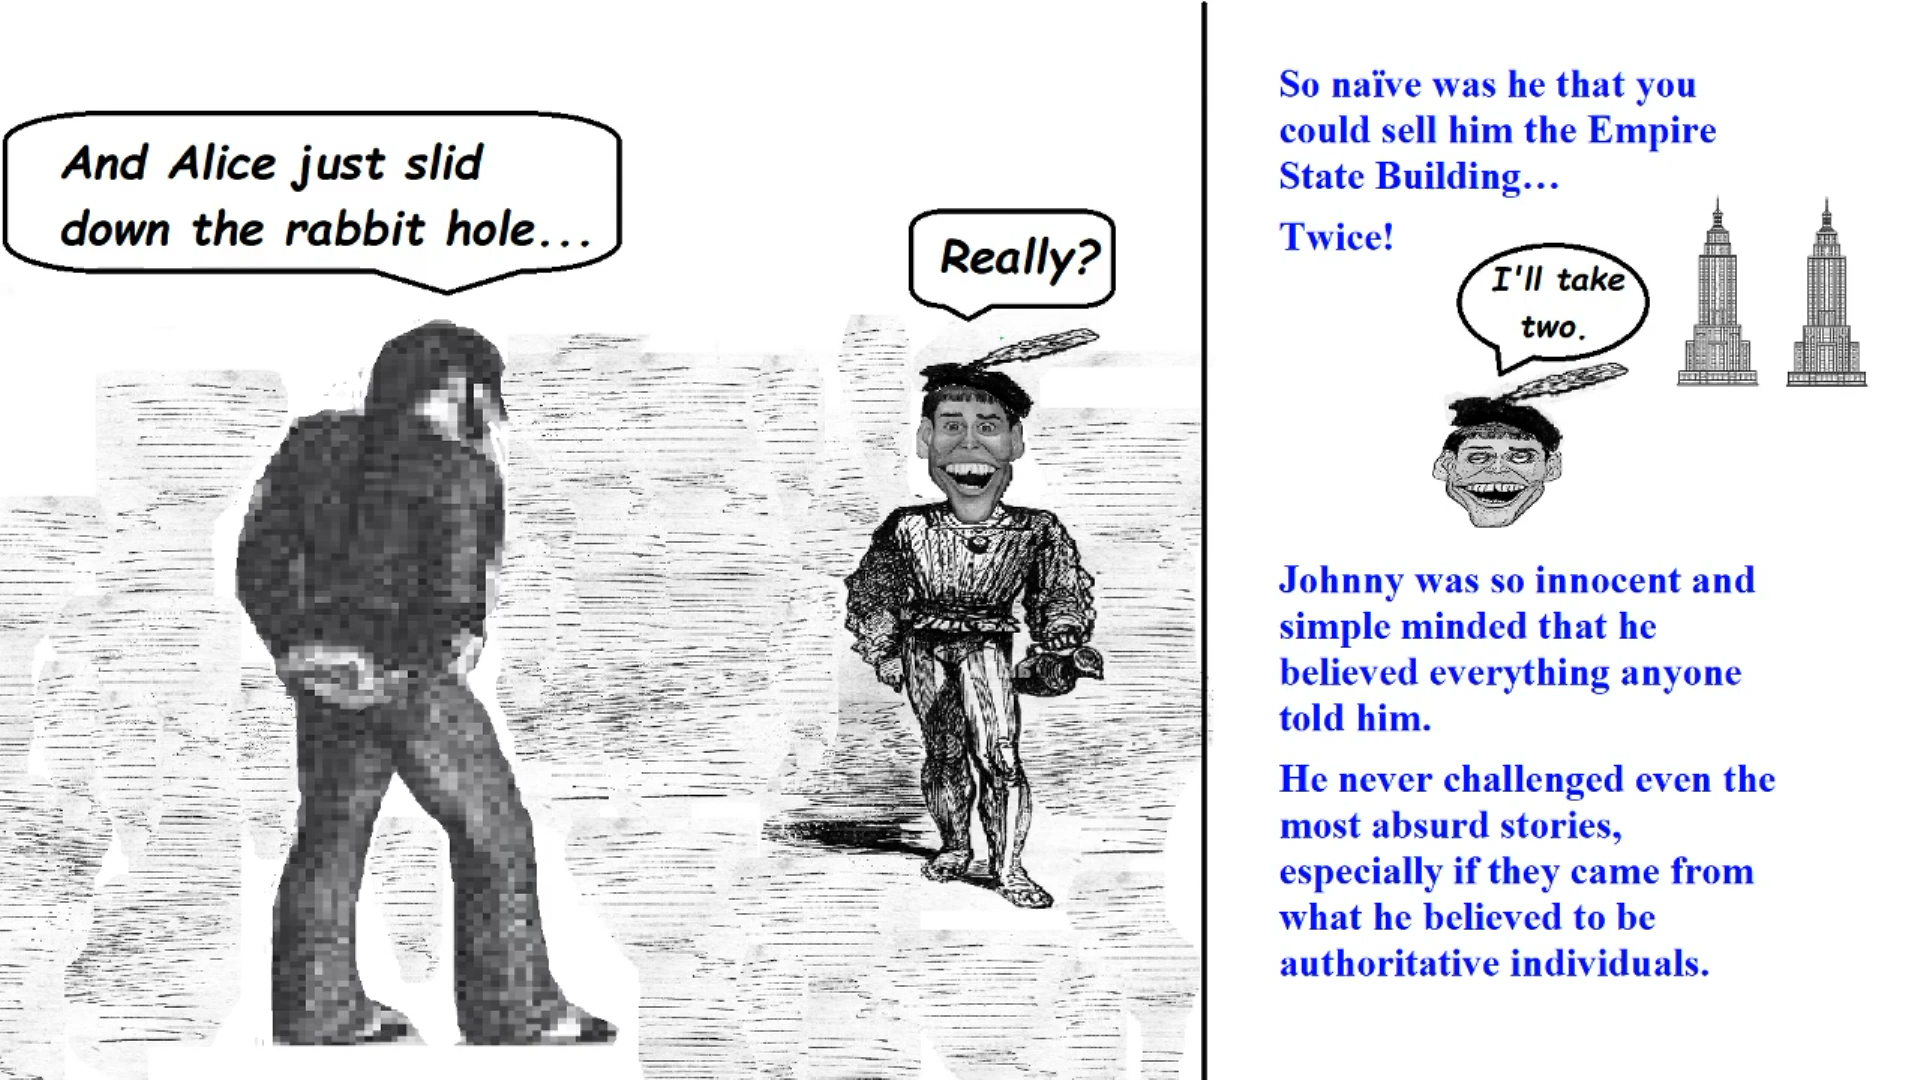 And Alice just slid
down the rabbit hole...
Really?
So naïve was he that you
could sell him the Empire
State Building…
Twice!
I'll take
two.
Johnny was so innocent and
simple minded that he
believed everything anyone
told him.
He never challenged even the
most absurd stories,
especially if they came from
what he believed to be
authoritative individuals.